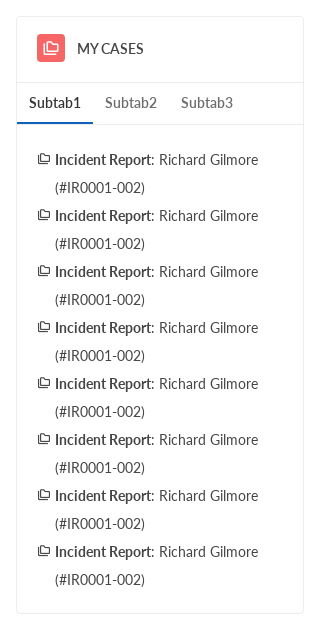 MY CASES
Subtab1 Subtab2 Subtab3
Incident Report: Richard Gilmore
(#IR0001-002)
Incident Report: Richard Gilmore
(#IR0001-002)
Incident Report: Richard Gilmore
(#IR0001-002)
Incident Report: Richard Gilmore
(#IR0001-002)
Incident Report: Richard Gilmore
(#IR0001-002)
Incident Report: Richard Gilmore
(#IR0001-002)
Incident Report: Richard Gilmore
(#IR0001-002)
Incident Report: Richard Gilmore
(#IR0001-002)